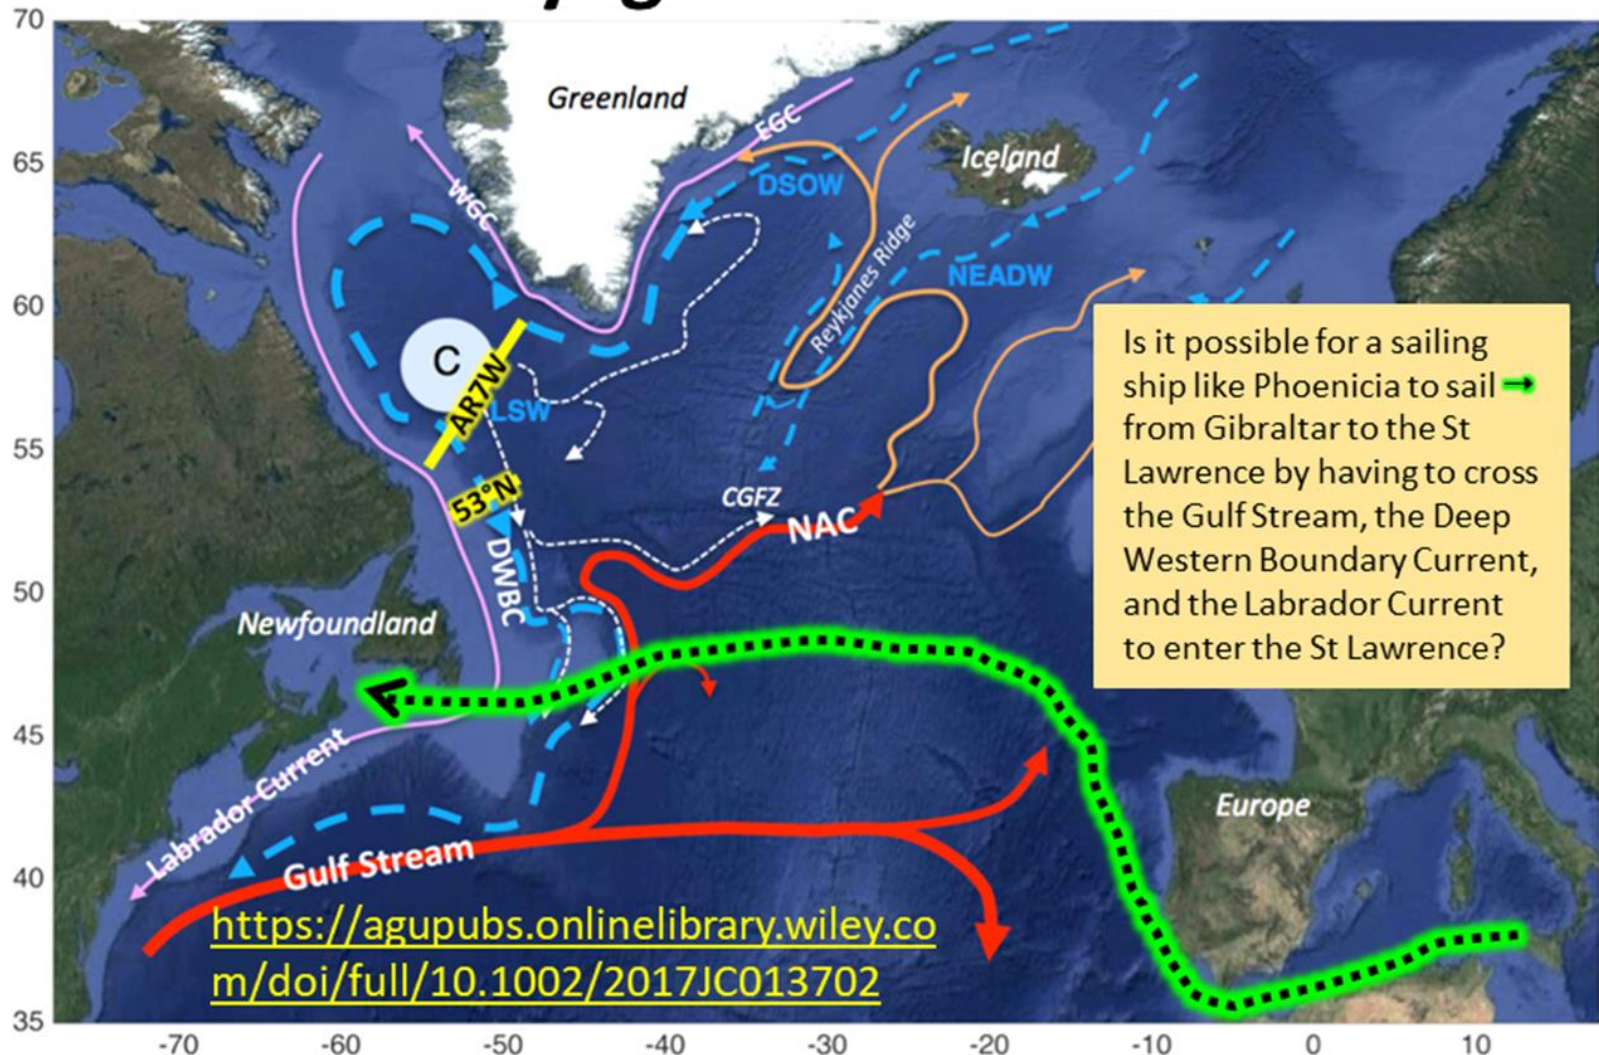 70
Greenland
EGC
65
Iceland
DSOW
WGC
Reykjanes Ridge
NEADW
60
C
AR7W
LSW
55
53°N
CGFZ
NAC
DWBC
50
Newfoundland
Is it possible for a sailing
ship like Phoenicia to sail →
from Gibraltar to the St
Lawrence by having to cross
the Gulf Stream, the Deep
Western Boundary Current,
and the Labrador Current
to enter the St Lawrence?
45
Labrador Current
Europe
40
Gulf Stream
https://agupubs.onlinelibrary.wiley.co
m/doi/full/10.1002/2017JC013702
35
-70 -60 -50 -40 -30 -20 -10 0 10